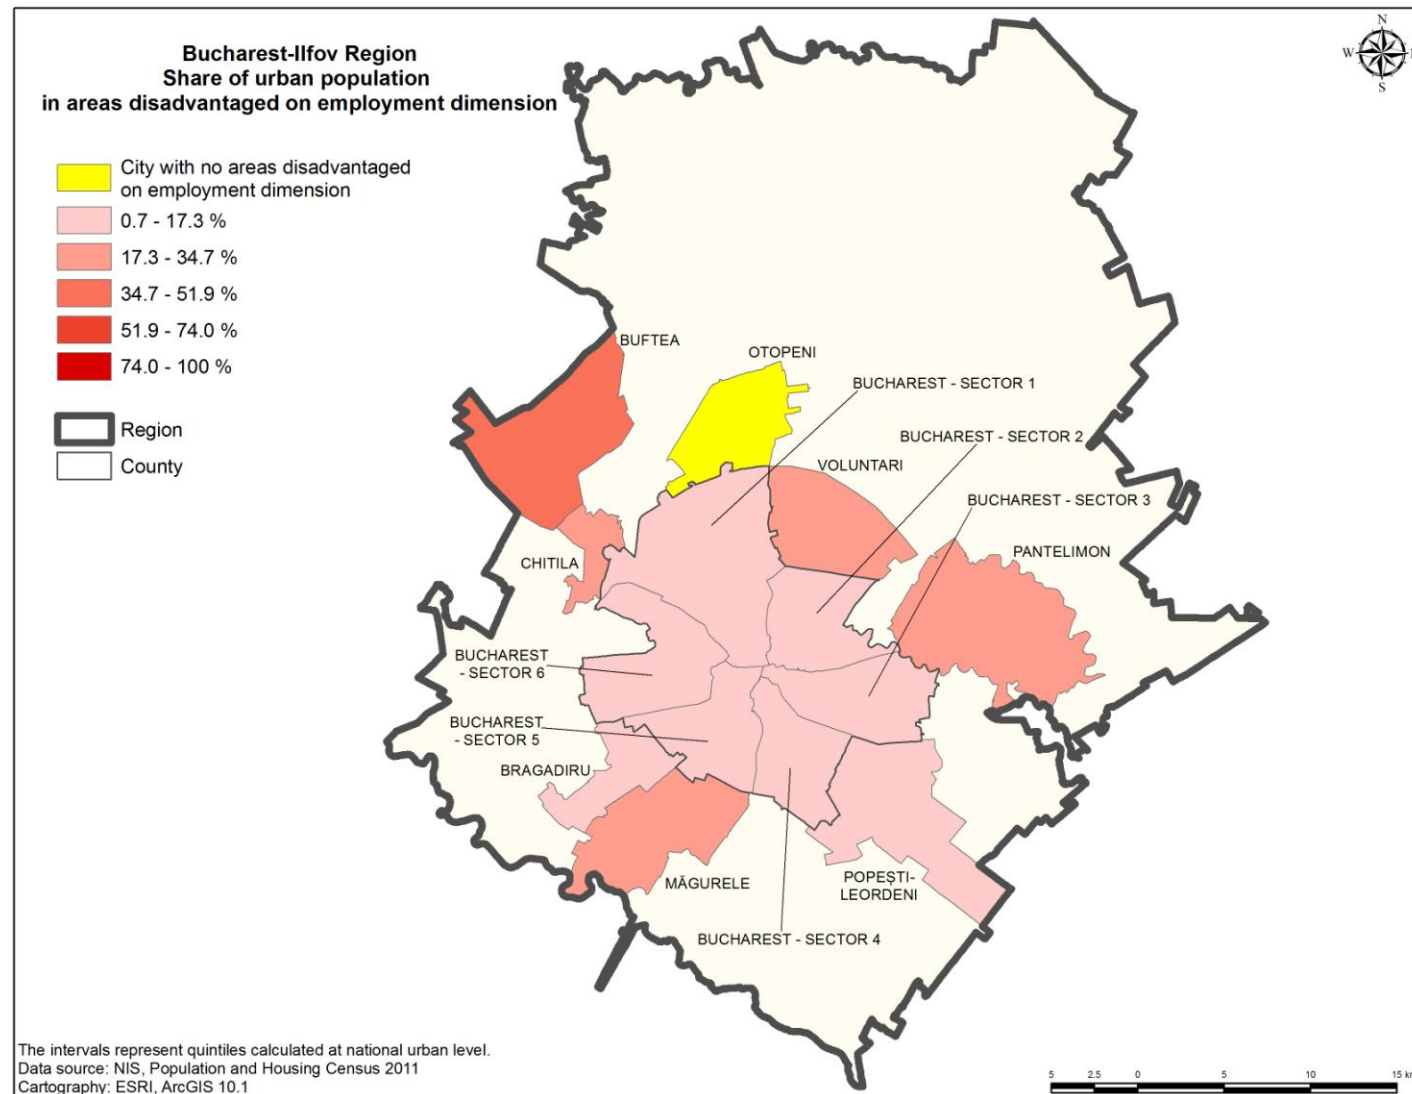 Bucharest-Ilfov Region
Share of urban population
in areas disadvantaged on employment dimension
City with no areas disadvantaged
on employment dimension
0.7 - 17.3 %
17.3 - 34.7 %
34.7 - 51.9 %
51.9 - 74.0 %
74.0 - 100 %
Region
County
N
W
S
BUFTEA
OTOPENI
BUCHAREST - SECTOR 1
BUCHAREST - SECTOR 2
VOLUNTARI
BUCHAREST - SECTOR 3
PANTELIMON
CHITILA
BUCHAREST
- SECTOR 6
BUCHAREST
- SECTOR 5
BRAGADIRU
MĂGURELE
POPEȘTI-
LEORDENI
BUCHAREST - SECTOR 4
The intervals represent quintiles calculated at national urban level.
Data source: NIS, Population and Housing Census 2011
Cartography: ESRI, ArcGIS 10.1
5 2.5 0 5 10 15